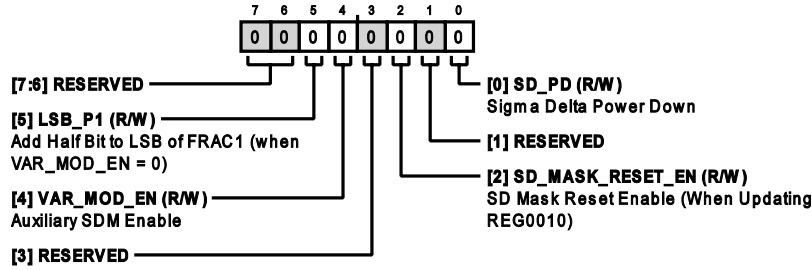 7 6 5 4 3 2 1 0
0 0 0 0 0 0 0 0
[7:6] RESERVED
[5] LSB_P1 (R/W)
Add Half Bit to LSB of FRAC1 (when
VAR_MOD_EN = 0)
[4] VAR_MOD_EN (R/W)
Auxiliary SDM Enable
[3] RESERVED
[0] SD_PD (R/W)
Sigma Delta Power Down
[1] RESERVED
[2] SD_MASK_RESET_EN (R/W)
SD Mask Reset Enable (When Updating
REG0010)